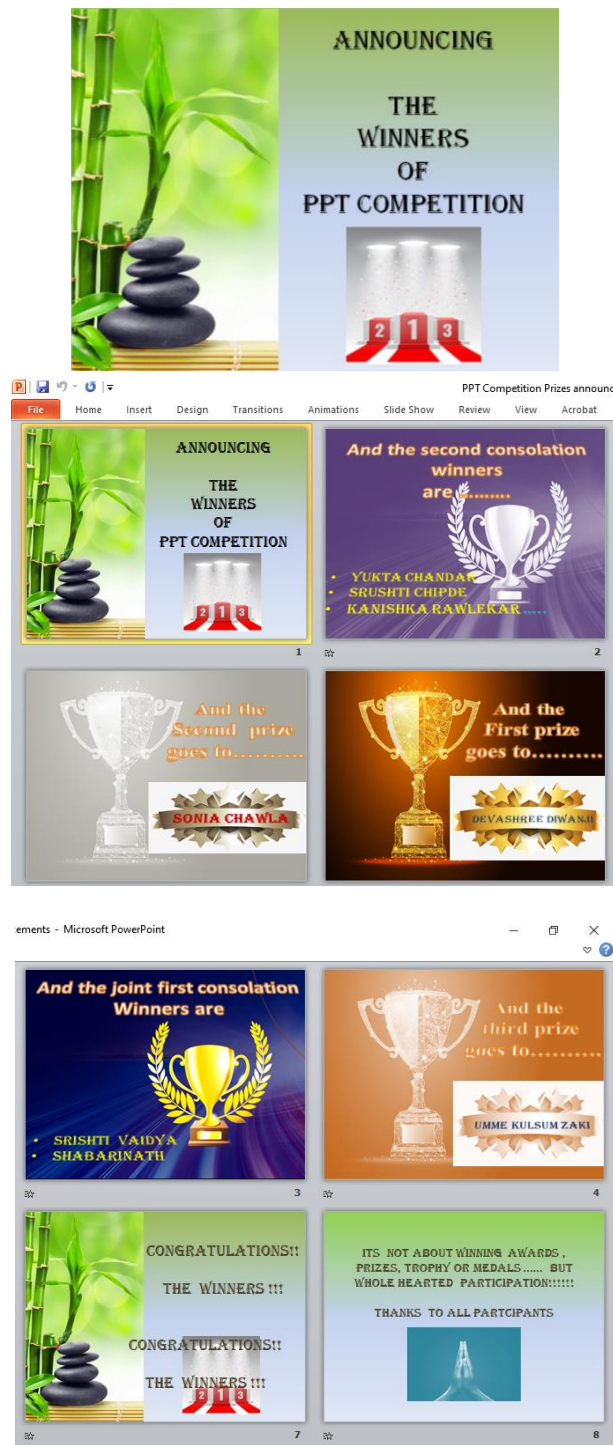 ANNOUNCING
THE
WINNERS
OF
PPT COMPETITION
2 1 3
PPT Competition Prizes announc
File Home Insert Design Transitions Animations Slide Show Review View Acrobat
ANNOUNCING
THE
WINNERS
OF
PPT COMPETITION
2 1 3
1
And the second consolation
winners
are ..........
• YUKTA CHANDAK
• SRUSHTI CHIPDE
• KANISHKA RAWLEKAR .....
2
And the
Second prize
goes to..........
SONIA CHAWLA
And the
First prize
goes to..........
DEVASHREE DIWANJI
ements - Microsoft PowerPoint
And the joint first consolation
Winners are
• SRISHTI VAIDYA
• SHABARINATH
3
And the
third prize
goes to..........
UMME KULSUM ZAKI
4
CONGRATULATIONS!!
THE WINNERS !!!
CONGRATULATIONS!!
THE WINNERS !!!
2 1 3
7
ITS NOT ABOUT WINNING AWARDS ,
PRIZES, TROPHY OR MEDALS ...... BUT
WHOLE HEARTED PARTICIPATION!!!!!!
THANKS TO ALL PARTCIPANTS
8